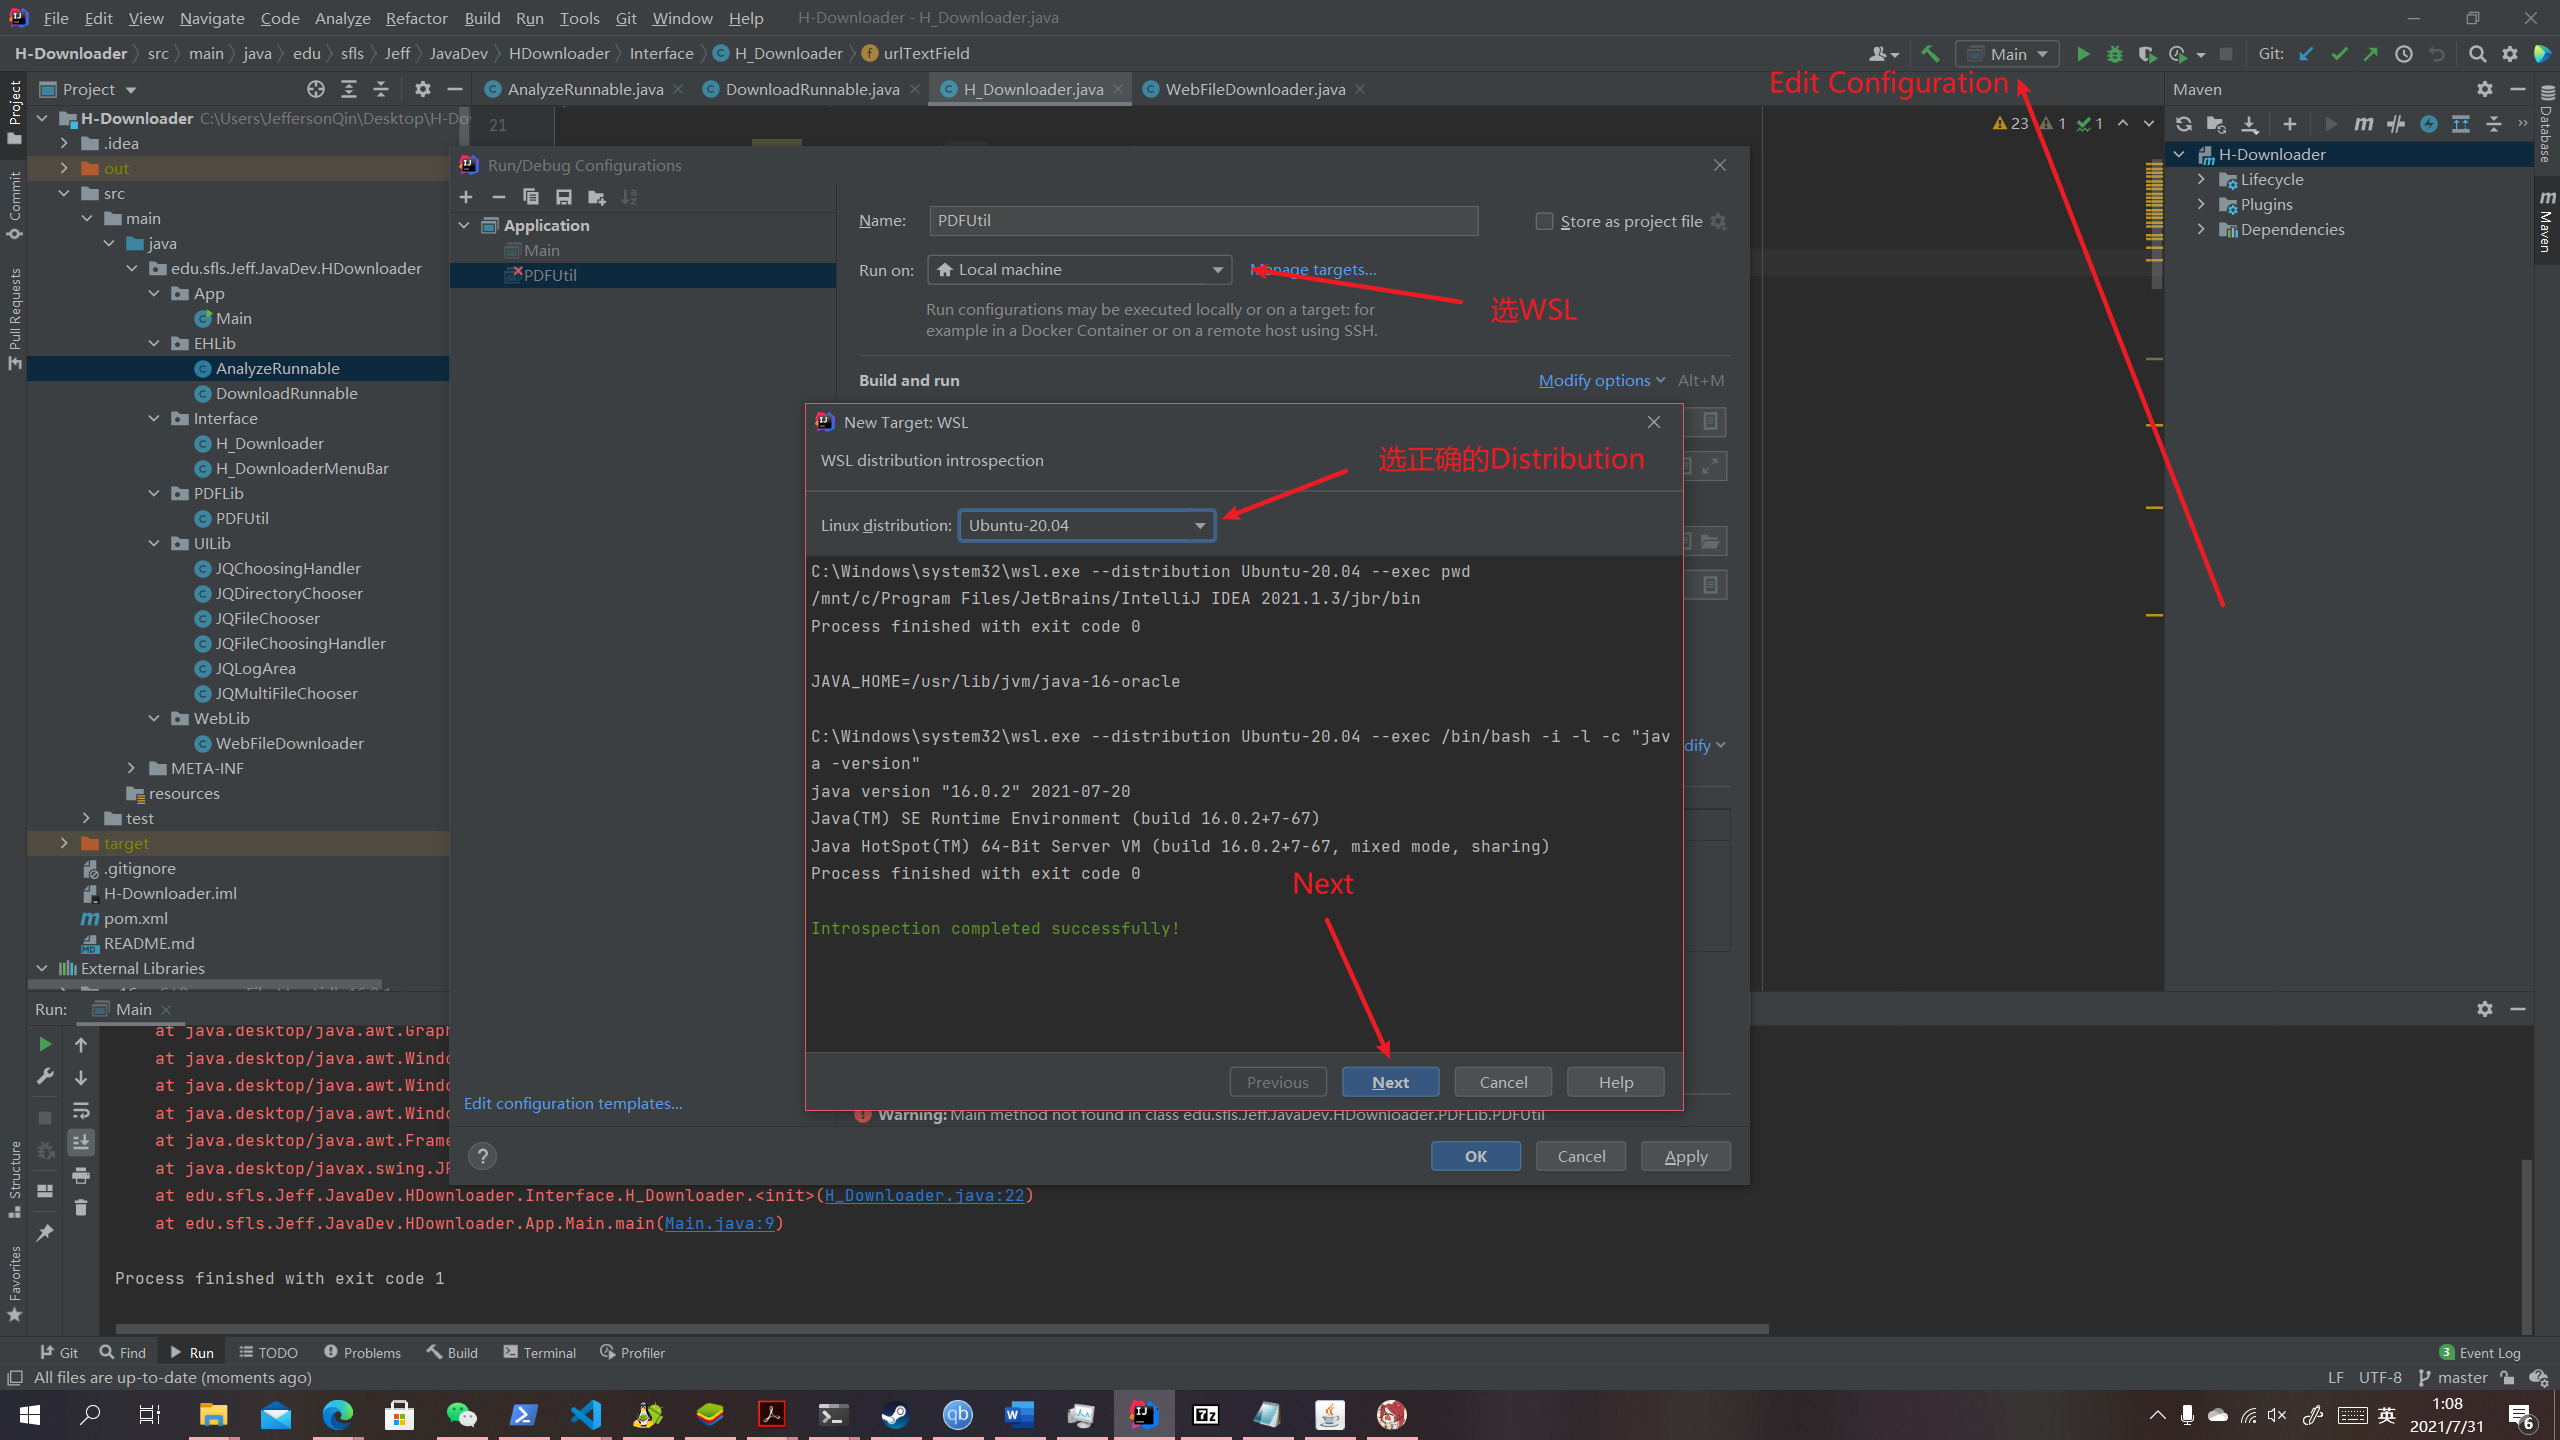 File Edit View Navigate Code Analyze Refactor Build Run Tools Git Window Help H-Downloader - H_Downloader.java
H-Downloader src main java edu sfls Jeff JavaDev HDownloader Interface H_Downloader urlTextField
Main
Git:
Edit Configuration
Project
AnalyzeRunnable.java
DownloadRunnable.java
H_Downloader.java
WebFileDownloader.java
Maven
Project
Commit
Pull Requests
Structure
Favorites
Database
Maven
H-Downloader C:\Users\JeffersonQin\Desktop\H-Do
.idea
out
src
main
java
edu.sfls.Jeff.JavaDev.HDownloader
App
Main
EHLib
AnalyzeRunnable
DownloadRunnable
Interface
H_Downloader
H_DownloaderMenuBar
PDFLib
PDFUtil
UILib
JQChoosingHandler
JQDirectoryChooser
JQFileChooser
JQFileChoosingHandler
JQLogArea
JQMultiFileChooser
WebLib
WebFileDownloader
META-INF
resources
test
target
.gitignore
H-Downloader.iml
pom.xml
README.md
External Libraries
21
23 1 1
H-Downloader
Lifecycle
Plugins
Dependencies
Run/Debug Configurations
Application
Main
PDFUtil
Name: PDFUtil
Store as project file
Run on: Local machine
Manage targets...
选WSL
Run configurations may be executed locally or on a target: for
example in a Docker Container or on a remote host using SSH.
Build and run
Modify options Alt+M
New Target: WSL
WSL distribution introspection
选正确的Distribution
Linux distribution: Ubuntu-20.04
C:\Windows\system32\wsl.exe --distribution Ubuntu-20.04 --exec pwd
/mnt/c/Program Files/JetBrains/IntelliJ IDEA 2021.1.3/jbr/bin
Process finished with exit code 0
JAVA_HOME=/usr/lib/jvm/java-16-oracle
C:\Windows\system32\wsl.exe --distribution Ubuntu-20.04 --exec /bin/bash -i -l -c "jav
a -version"
dify
java version "16.0.2" 2021-07-20
Java(TM) SE Runtime Environment (build 16.0.2+7-67)
Java HotSpot(TM) 64-Bit Server VM (build 16.0.2+7-67, mixed mode, sharing)
Process finished with exit code 0
Next
Introspection completed successfully!
Previous Next Cancel Help
Edit configuration templates...
Warning: Main method not found in class edu.sfls.Jeff.JavaDev.HDownloader.PDFLib.PDFUtil
OK Cancel Apply
Run: Main
at java.desktop/java.awt.Graph
at java.desktop/java.awt.Windo
at java.desktop/java.awt.Windo
at java.desktop/java.awt.Windo
at java.desktop/java.awt.Frame
at java.desktop/javax.swing.JF
at edu.sfls.Jeff.JavaDev.HDownloader.Interface.H_Downloader.<init>(H_Downloader.java:22)
at edu.sfls.Jeff.JavaDev.HDownloader.App.Main.main(Main.java:9)
Process finished with exit code 1
Git Find Run TODO Problems Build Terminal Profiler
3 Event Log
All files are up-to-date (moments ago)
LF UTF-8 master
英
1:08
2021/7/31
6